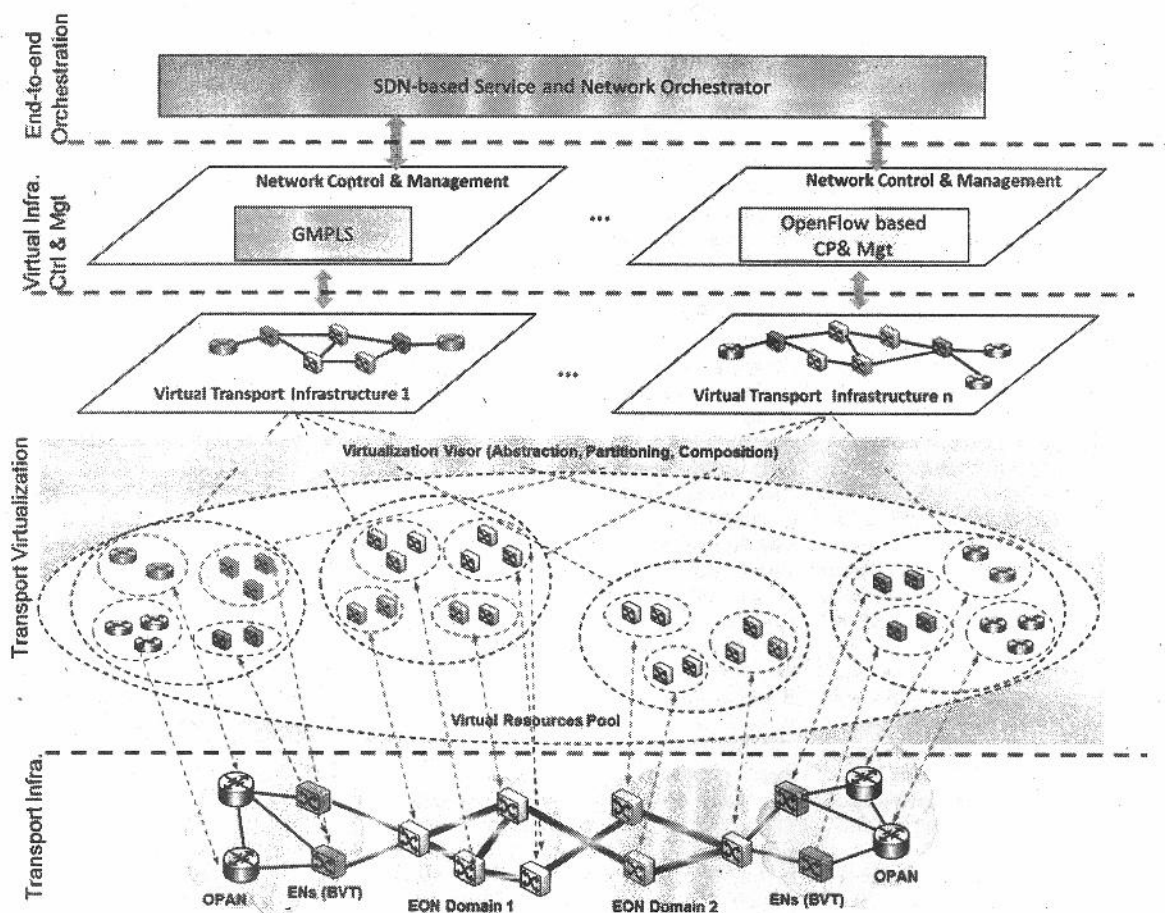 End-to-end
Orchestration
SDN-based Service and Network Orchestrator
Virtual Infra.
Ctrl & Mgt
Network Control & Management
GMPLS
...
Network Control & Management
OpenFlow based
CP& Mgt
Virtual Transport Infrastructure 1
...
Virtual Transport Infrastructure n
Transport Virtualization
Virtualization Visor (Abstraction, Partitioning, Composition)
Virtual Resources Pool
Transport Infra.
OPAN
ENs (BVT)
EON Domain 1
EON Domain 2
ENs (BVT)
OPAN